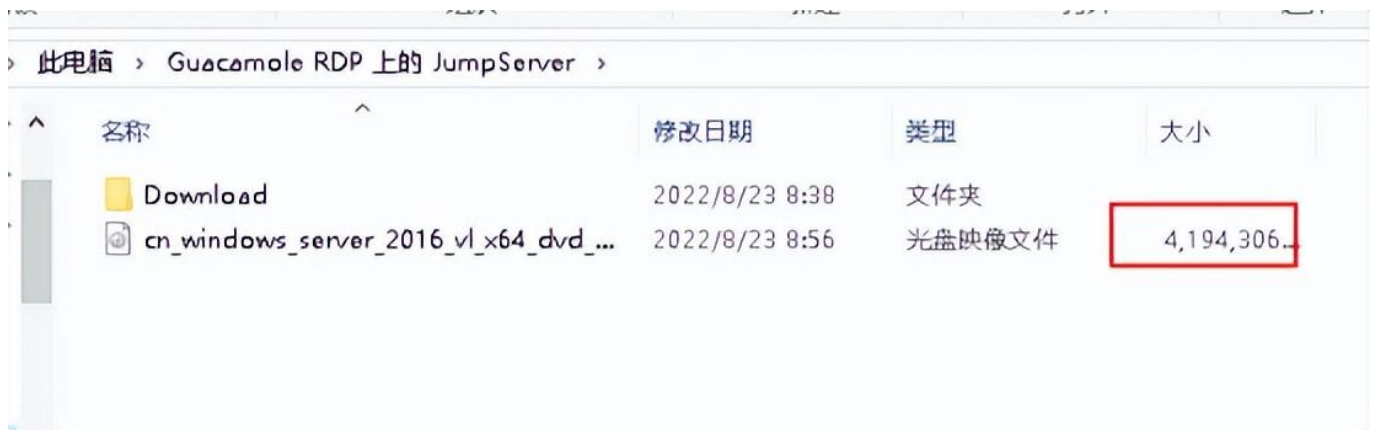 此电脑 › Guacamole RDP 上的 JumpServer ›
名称 修改日期 类型 大小
Download 2022/8/23 8:38 文件夹
cn_windows_server_2016_vl_x64_dvd_... 2022/8/23 8:56 光盘映像文件 4,194,306...